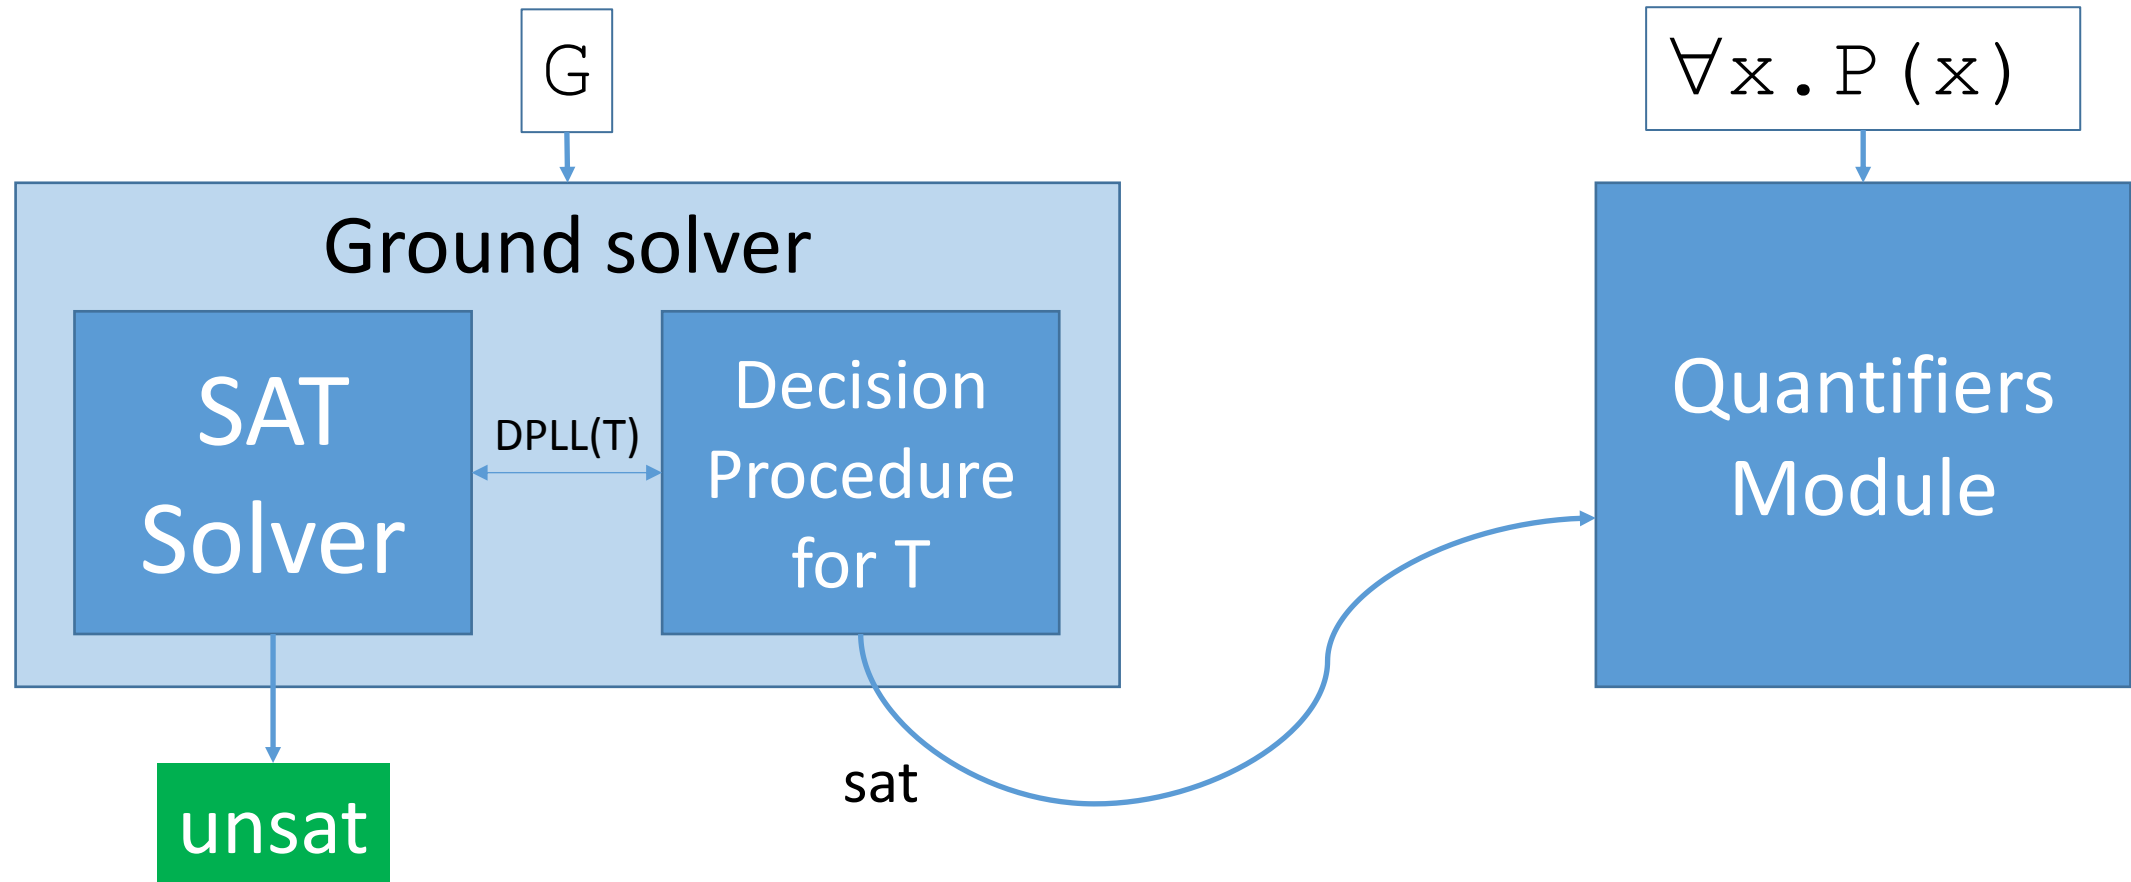 G
∀x.P(x)
Ground solver
SAT
Solver
DPLL(T)
Decision
Procedure
for T
Quantifiers
Module
sat
unsat